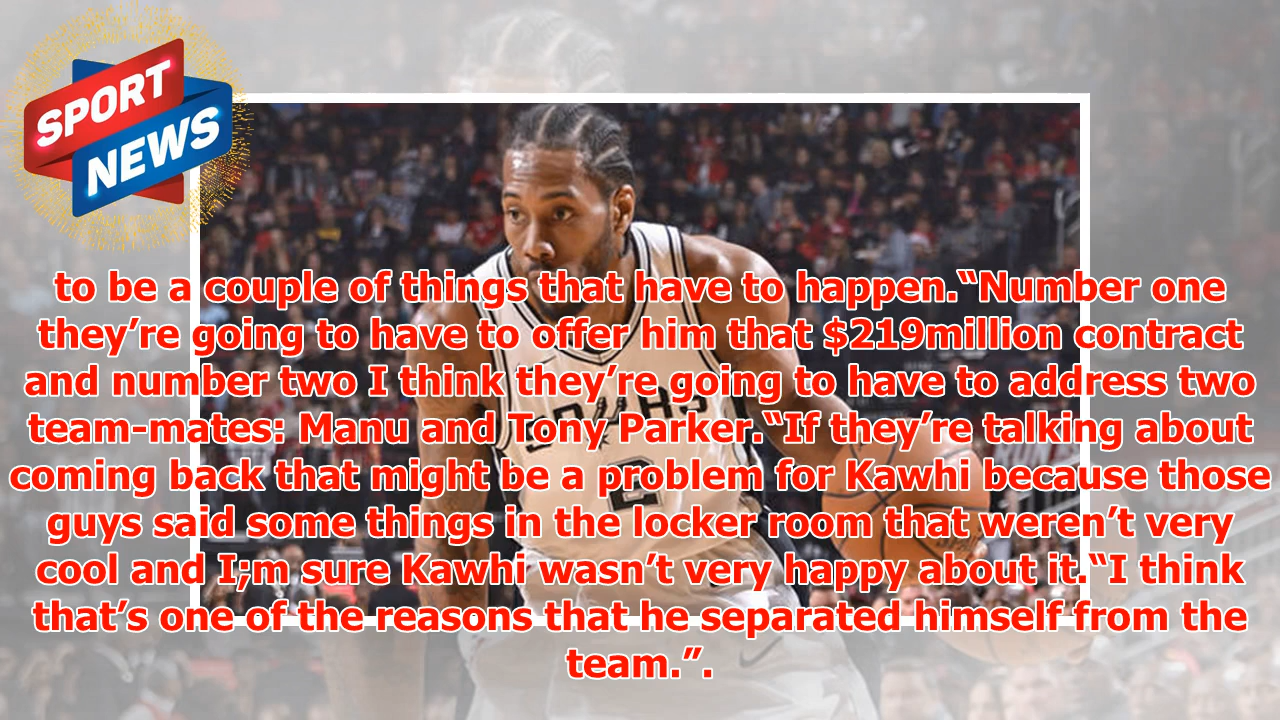 SPORT
NEWS
to be a couple of things that have to happen.“Number one
they’re going to have to offer him that $219million contract
and number two I think they’re going to have to address two
team-mates: Manu and Tony Parker.“If they’re talking about
coming back that might be a problem for Kawhi because those
guys said some things in the locker room that weren’t very
cool and I;m sure Kawhi wasn’t very happy about it.“I think
that’s one of the reasons that he separated himself from the
team.”.
SPURS
2